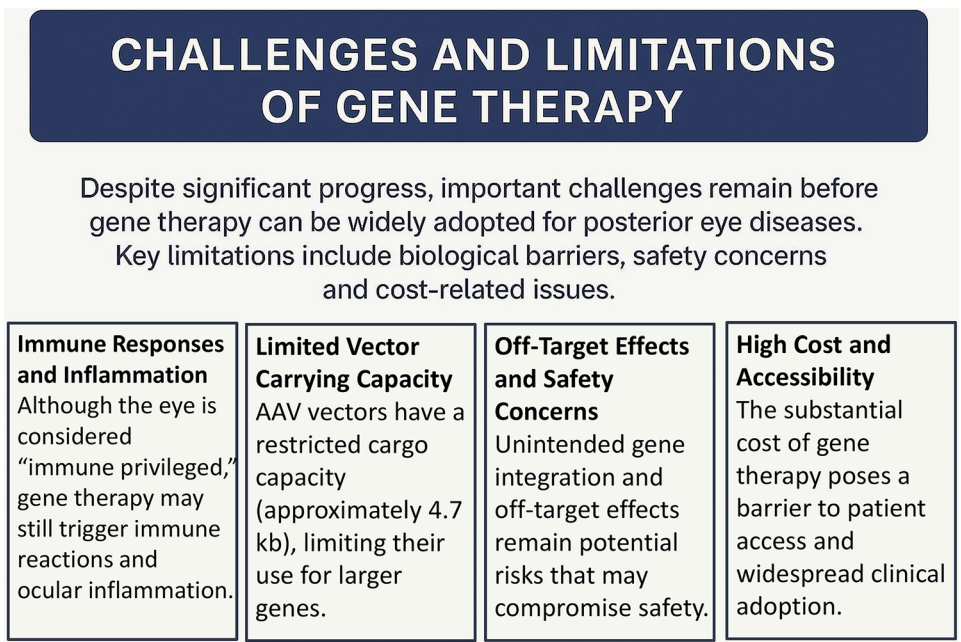 CHALLENGES AND LIMITATIONS
OF GENE THERAPY
Despite significant progress, important challenges remain before
gene therapy can be widely adopted for posterior eye diseases.
Key limitations include biological barriers, safety concerns
and cost-related issues.
Immune Responses
and Inflammation
Although the eye is
considered
“immune privileged,”
gene therapy may
still trigger immune
reactions and
ocular inflammation.
Limited Vector
Carrying Capacity
AAV vectors have a
restricted cargo
capacity
(approximately 4.7
kb), limiting their
use for larger
genes.
Off-Target Effects
and Safety
Concerns
Unintended gene
integration and
off-target effects
remain potential
risks that may
compromise safety.
High Cost and
Accessibility
The substantial
cost of gene
therapy poses a
barrier to patient
access and
widespread clinical
adoption.